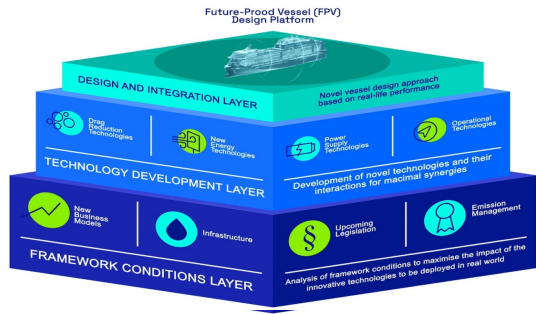 Future-Prood Vessel (FPV)
Design Platform
DESIGN AND INTEGRATION LAYER
Novel vessel design approach
based on real-life performance
Drag
Reduction
Technologies
New
Energy
Technologies
Power
Supply
Technologies
Operational
Technologies
TECHNOLOGY DEVELOPMENT LAYER
Development of novel technologies and their
interactions for macimal synergies
New
Business
Models
Infrastructure
Upcoming
Legislation
Emission
Management
§
FRAMEWORK CONDITIONS LAYER
Analysis of framework conditions to maximise the impact of the
innovative technologies to be deployed in real world